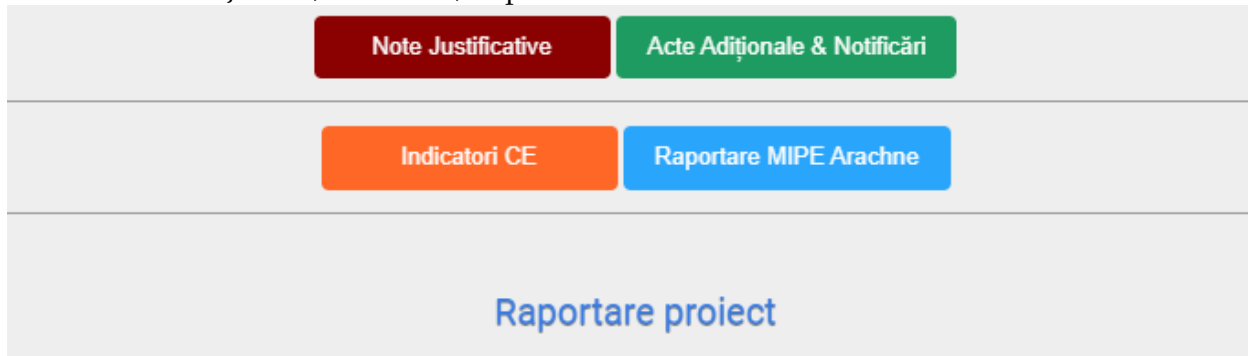 Note Justificative
Acte Adiționale & Notificări
Indicatori CE
Raportare MIPE Arachne
Raportare proiect